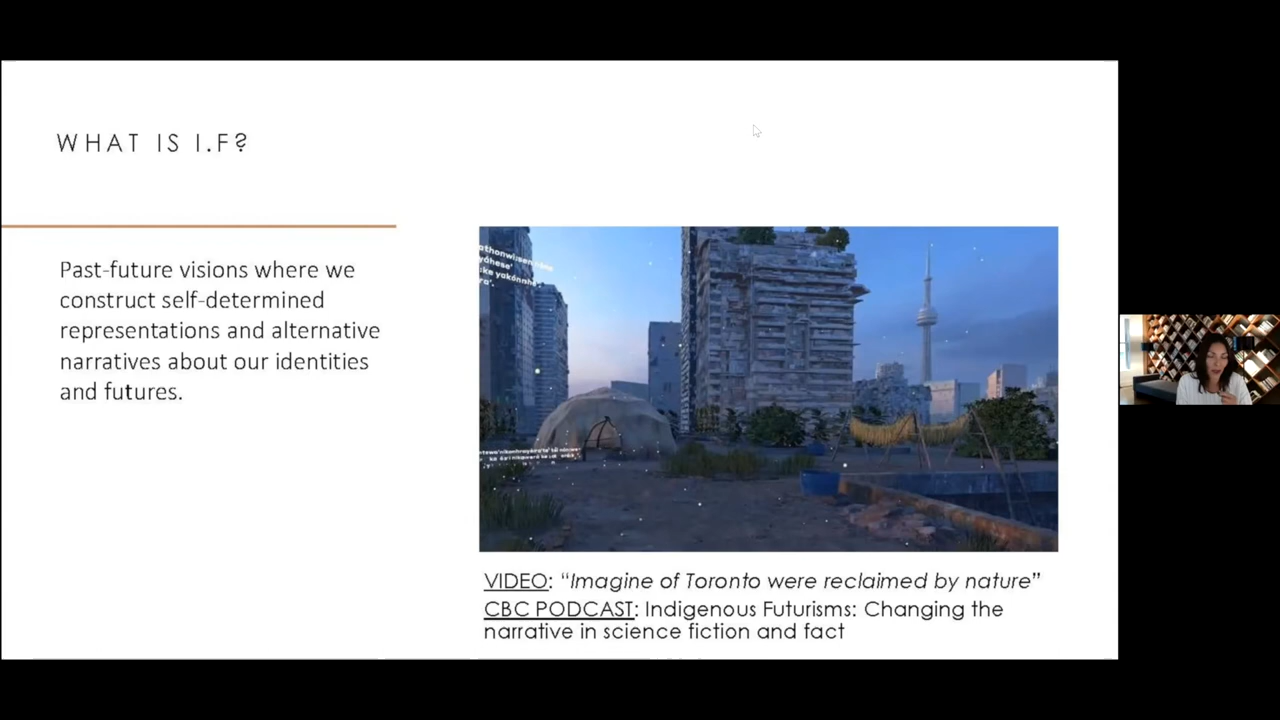 WHAT IS I.F?
Past-future visions where we
construct self-determined
representations and alternative
narratives about our identities
and futures.
VIDEO: “Imagine of Toronto were reclaimed by nature”
CBC PODCAST: Indigenous Futurisms: Changing the
narrative in science fiction and fact